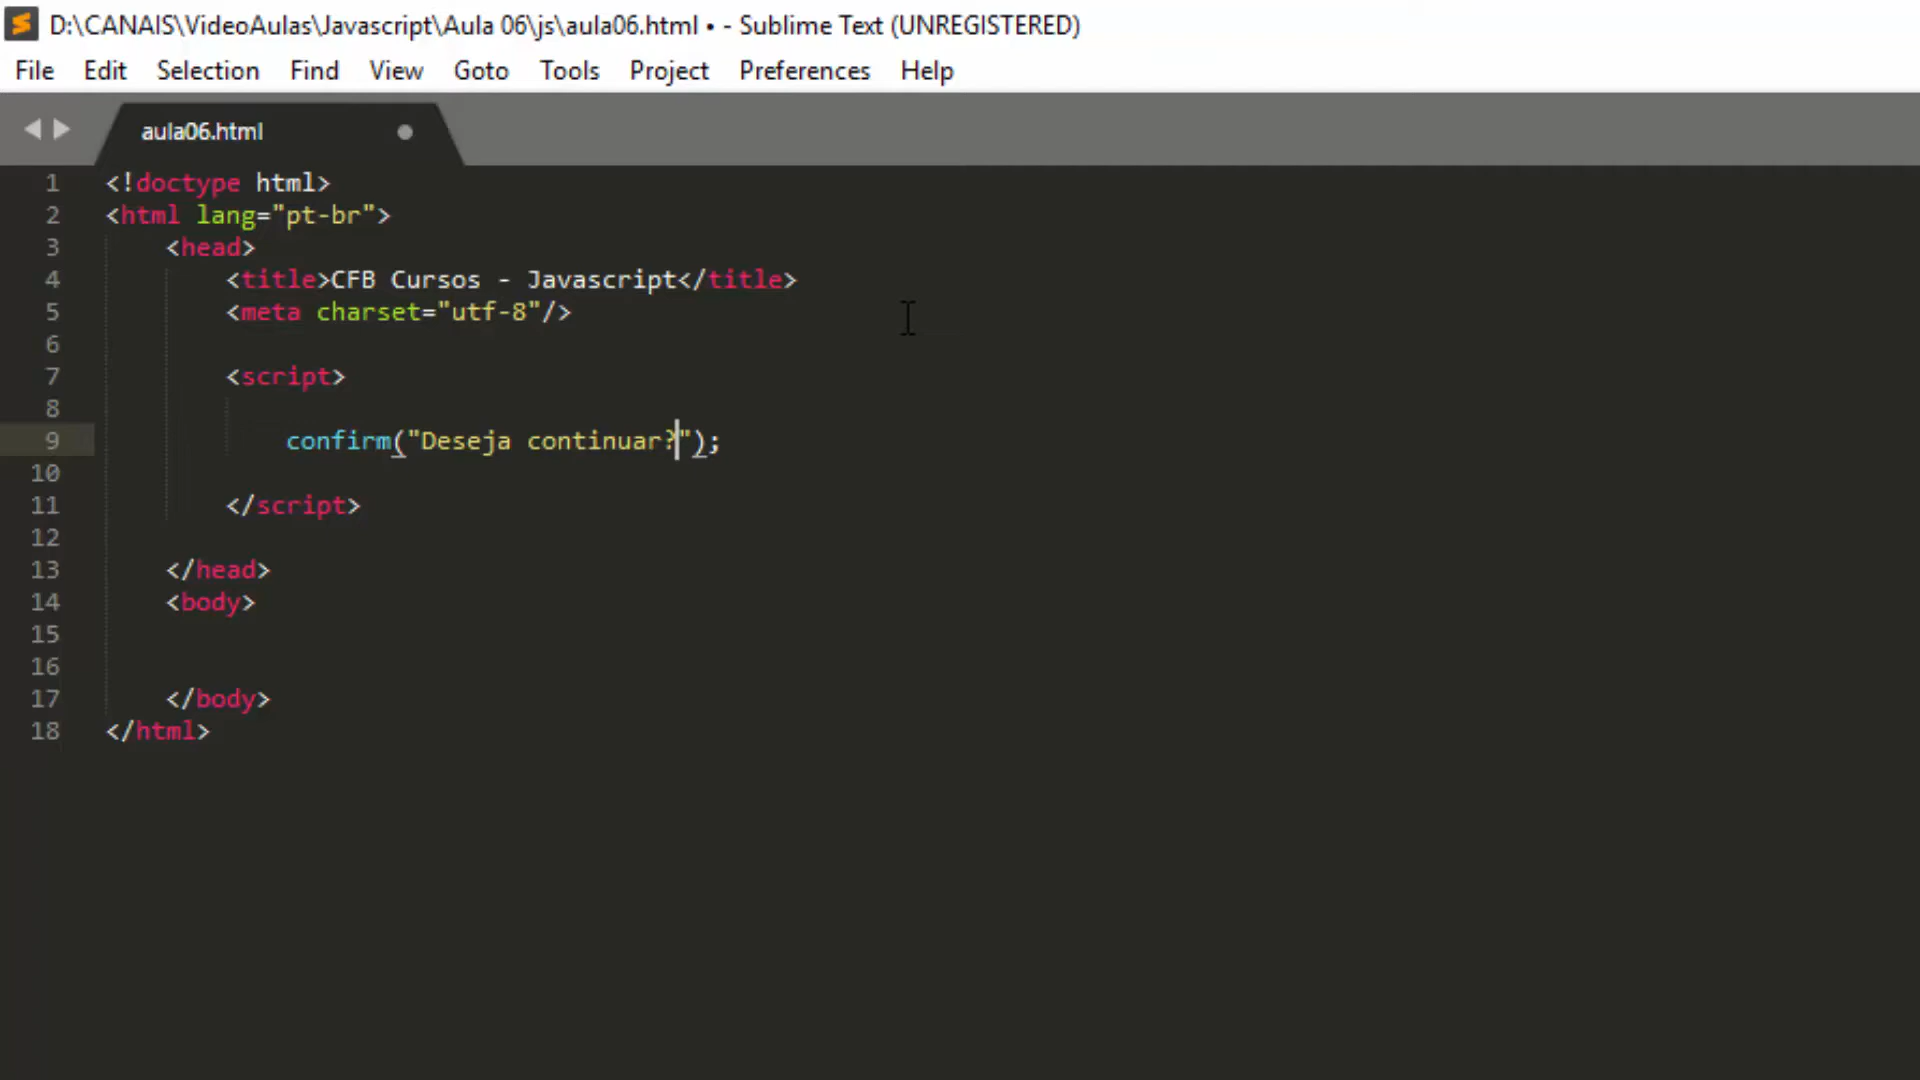 D:\CANAIS\VideoAulas\Javascript\Aula 06\js\aula06.html • - Sublime Text (UNREGISTERED)
File Edit Selection Find View Goto Tools Project Preferences Help
aula06.html
1 <!doctype html>
2 <html lang="pt-br">
3 <head>
4 <title>CFB Cursos - Javascript</title>
5 <meta charset="utf-8"/>
6
7 <script>
8
9 confirm("Deseja continuar?");
10
11 </script>
12
13 </head>
14 <body>
15
16
17 </body>
18 </html>